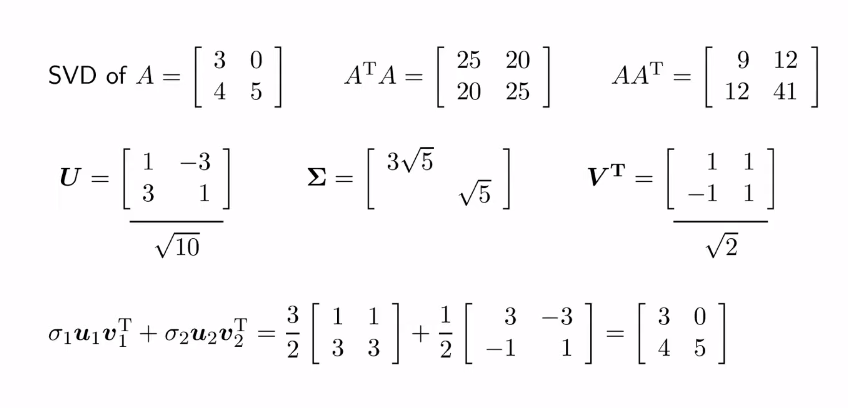 SVD of A = [ 3 0 ; 4 5 ]   AᵀA = [ 25 20 ; 20 25 ]   AAᵀ = [ 9 12 ; 12 41 ]
U = [ 1 −3 ; 3 1 ] / √10   Σ = [ 3√5 ; √5 ]   Vᵀ = [ 1 1 ; −1 1 ] / √2
σ₁u₁v₁ᵀ + σ₂u₂v₂ᵀ = 3/2 [ 1 1 ; 3 3 ] + 1/2 [ 3 −3 ; −1 1 ] = [ 3 0 ; 4 5 ]